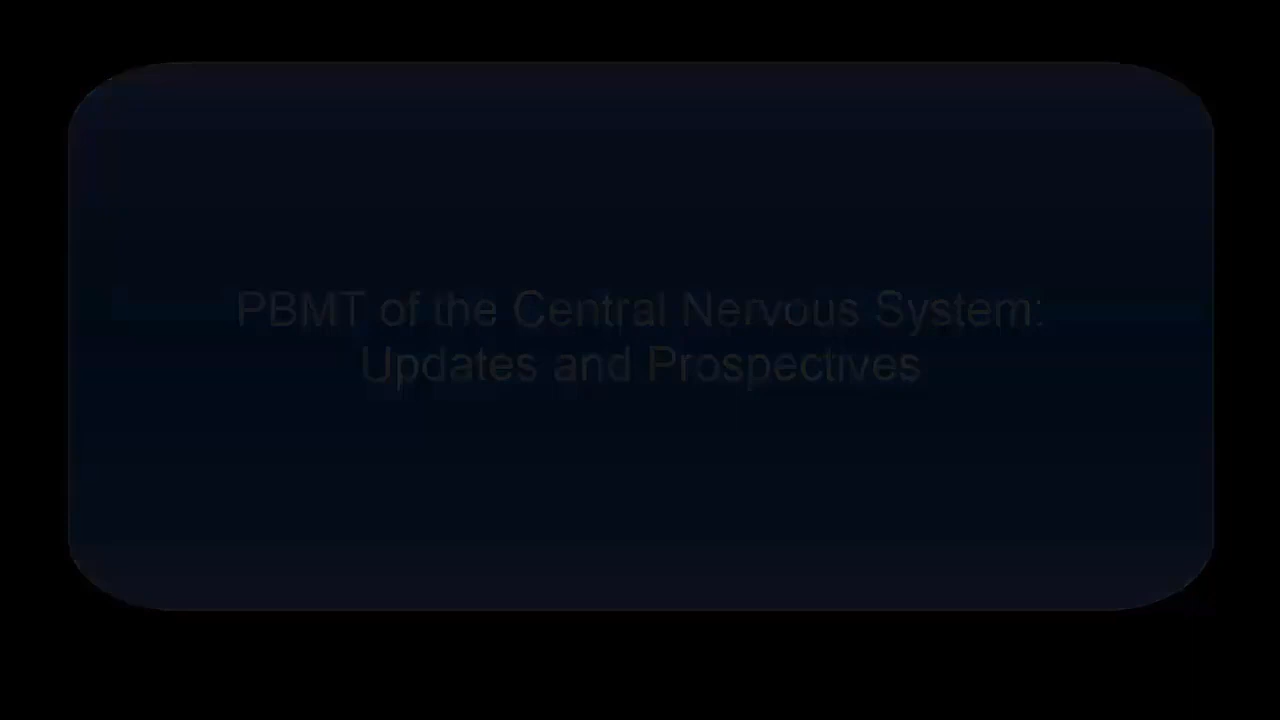 PBMT of the Central Nervous System:
Updates and Prospectives